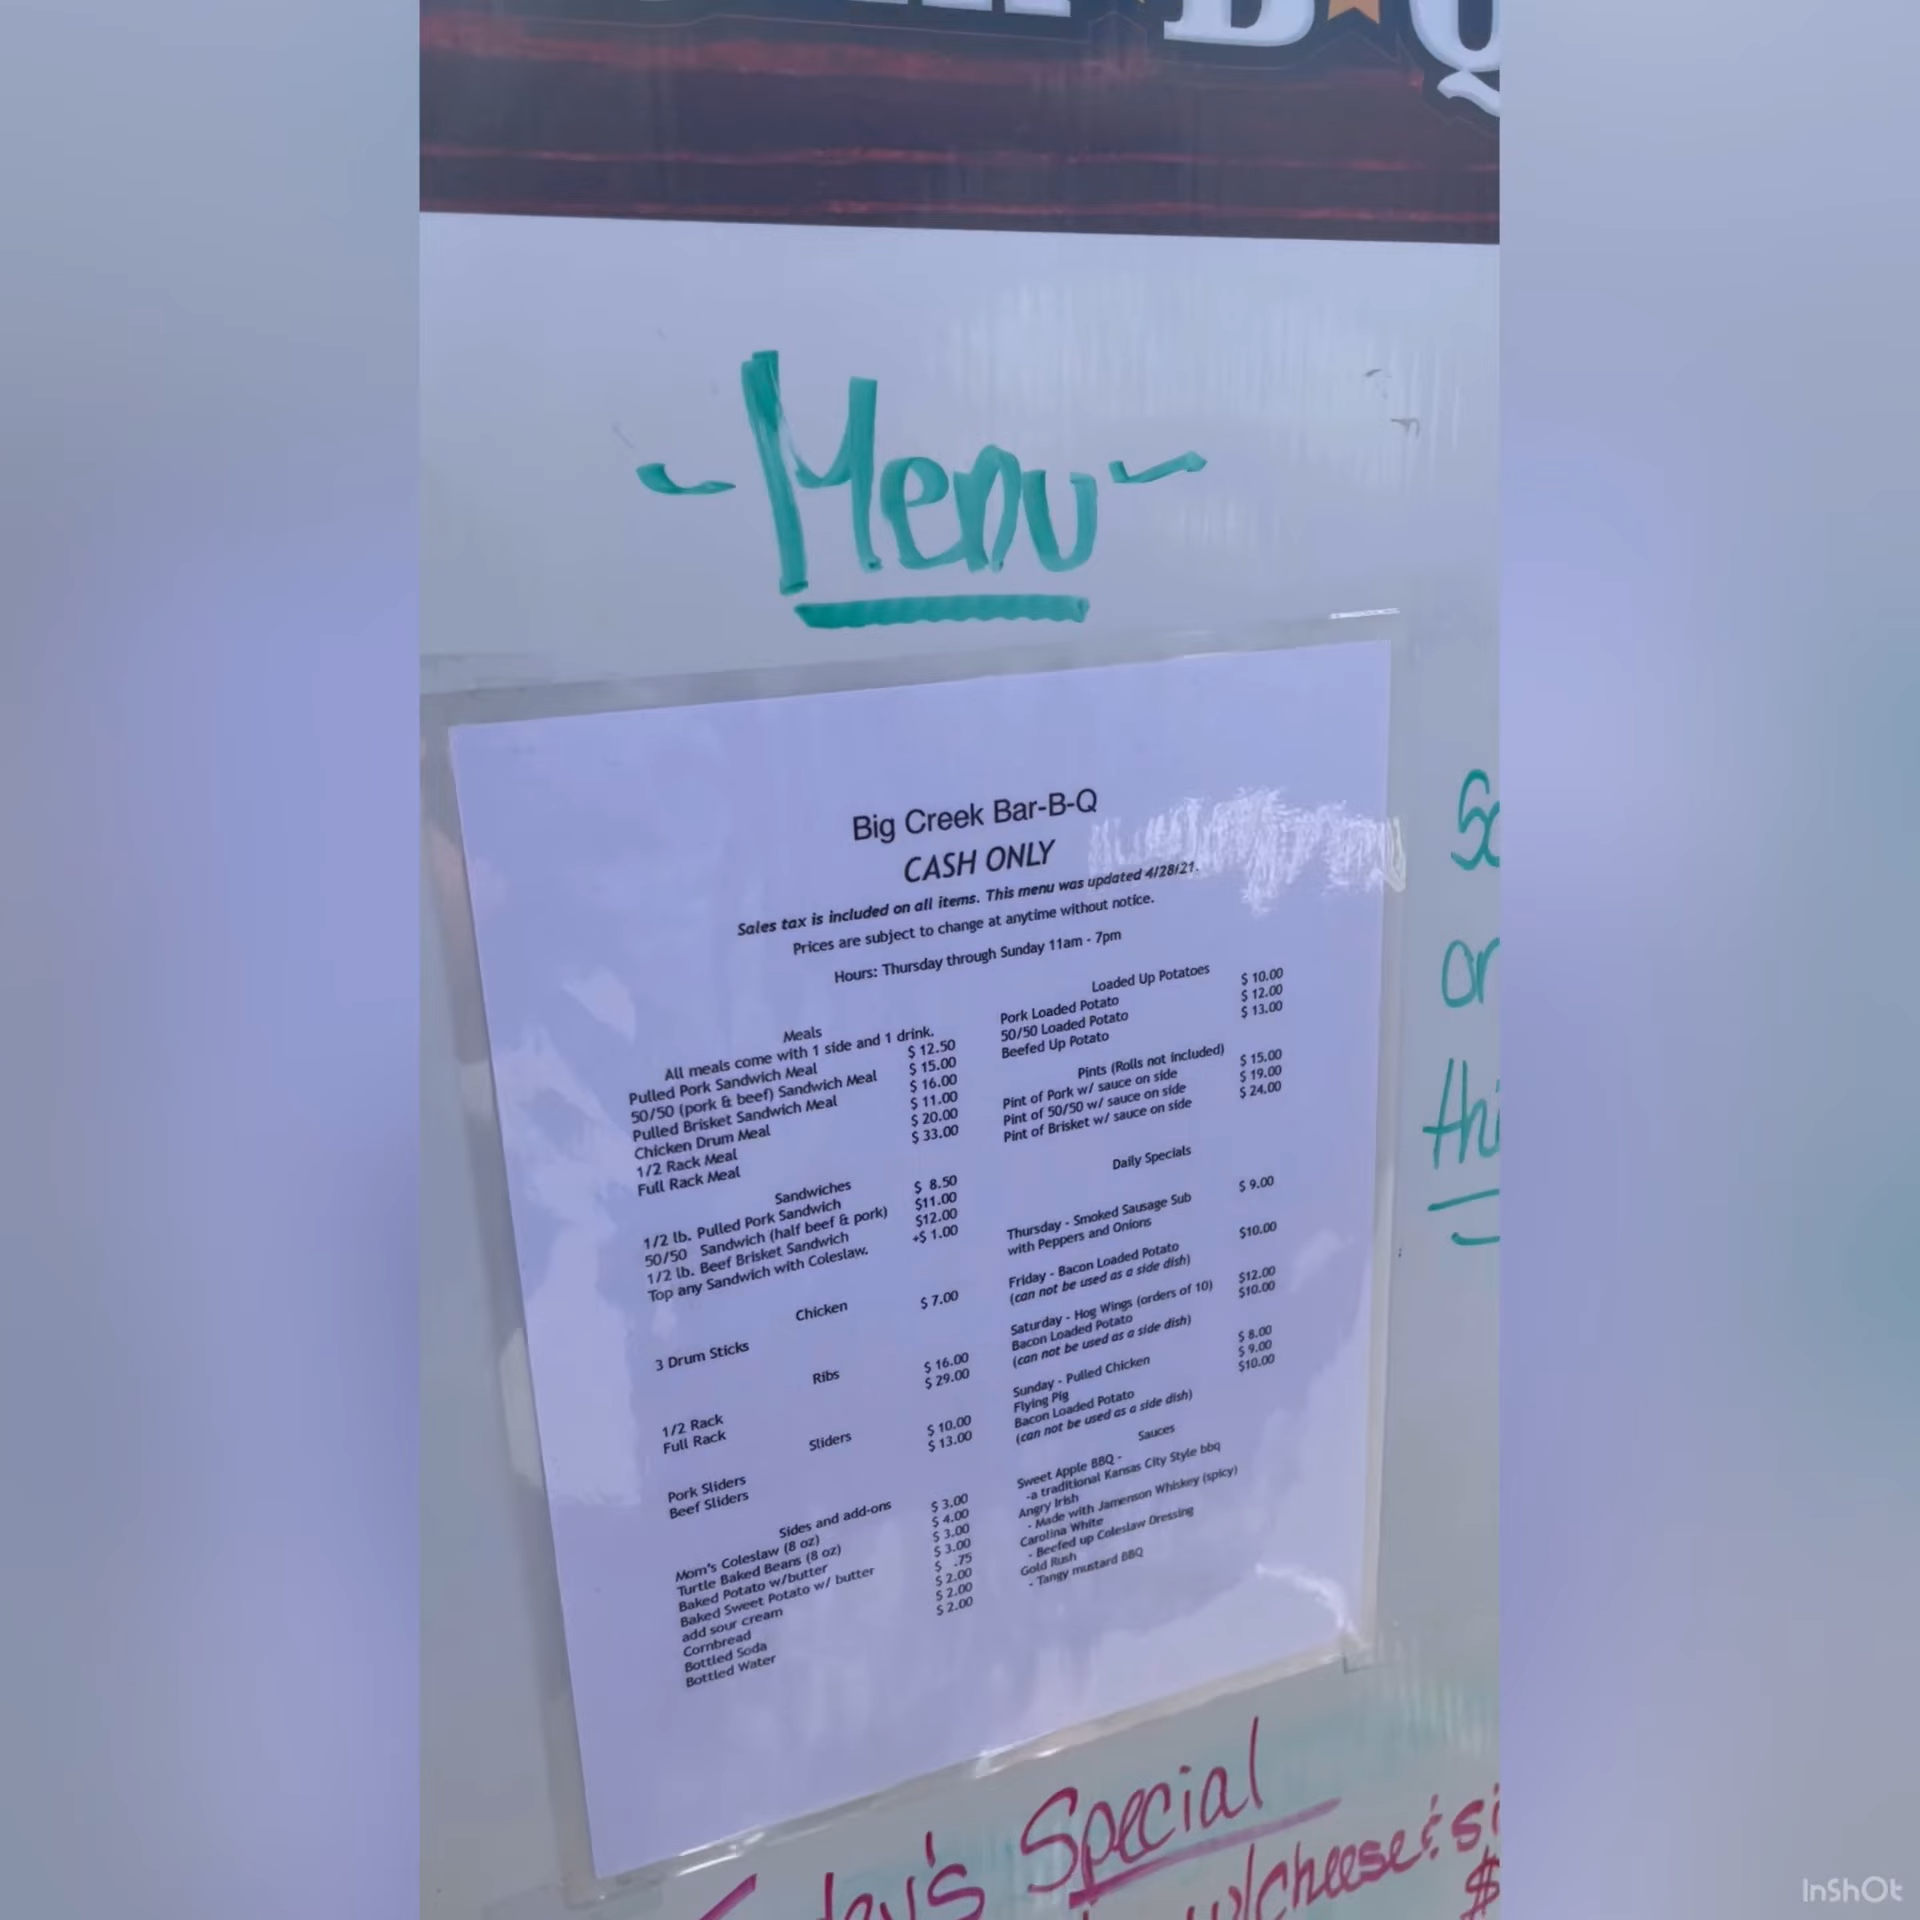 B★Q
-Menu-
Big Creek Bar-B-Q
CASH ONLY
Sales tax is included on all items. This menu was updated 4/28/21.
Prices are subject to change at anytime without notice.
Hours: Thursday through Sunday 11am - 7pm
Meals
All meals come with 1 side and 1 drink.
Pulled Pork Sandwich Meal $ 12.50
50/50 (pork & beef) Sandwich Meal $ 15.00
Pulled Brisket Sandwich Meal $ 16.00
Chicken Drum Meal $ 11.00
1/2 Rack Meal $ 20.00
Full Rack Meal $ 33.00
Sandwiches
1/2 lb. Pulled Pork Sandwich $ 8.50
50/50 Sandwich (half beef & pork) $11.00
1/2 lb. Beef Brisket Sandwich $12.00
Top any Sandwich with Coleslaw. +$ 1.00
Chicken
3 Drum Sticks $ 7.00
Ribs
1/2 Rack $ 16.00
Full Rack $ 29.00
Sliders
Pork Sliders $ 10.00
Beef Sliders $ 13.00
Sides and add-ons
Mom's Coleslaw (8 oz) $ 3.00
Turtle Baked Beans (8 oz) $ 4.00
Baked Potato w/butter $ 3.00
Baked Sweet Potato w/ butter $ 3.00
add sour cream $ .75
Cornbread $ 2.00
Bottled Soda $ 2.00
Bottled Water $ 2.00
Loaded Up Potatoes
Pork Loaded Potato $ 10.00
50/50 Loaded Potato $ 12.00
Beefed Up Potato $ 13.00
Pints (Rolls not included)
Pint of Pork w/ sauce on side $ 15.00
Pint of 50/50 w/ sauce on side $ 19.00
Pint of Brisket w/ sauce on side $ 24.00
Daily Specials
Thursday - Smoked Sausage Sub $ 9.00
with Peppers and Onions
Friday - Bacon Loaded Potato $10.00
(can not be used as a side dish)
Saturday - Hog Wings (orders of 10) $12.00
Bacon Loaded Potato $10.00
(can not be used as a side dish)
Sunday - Pulled Chicken $ 8.00
Flying Pig $ 9.00
Bacon Loaded Potato $10.00
(can not be used as a side dish)
Sauces
Sweet Apple BBQ -
-a traditional Kansas City Style bbq
Angry Irish
- Made with Jamenson Whiskey (spicy)
Carolina White
- Beefed up Coleslaw Dressing
Gold Rush
- Tangy mustard BBQ
Today's Special
w/cheese & si
$
So
or
thi
InShOt